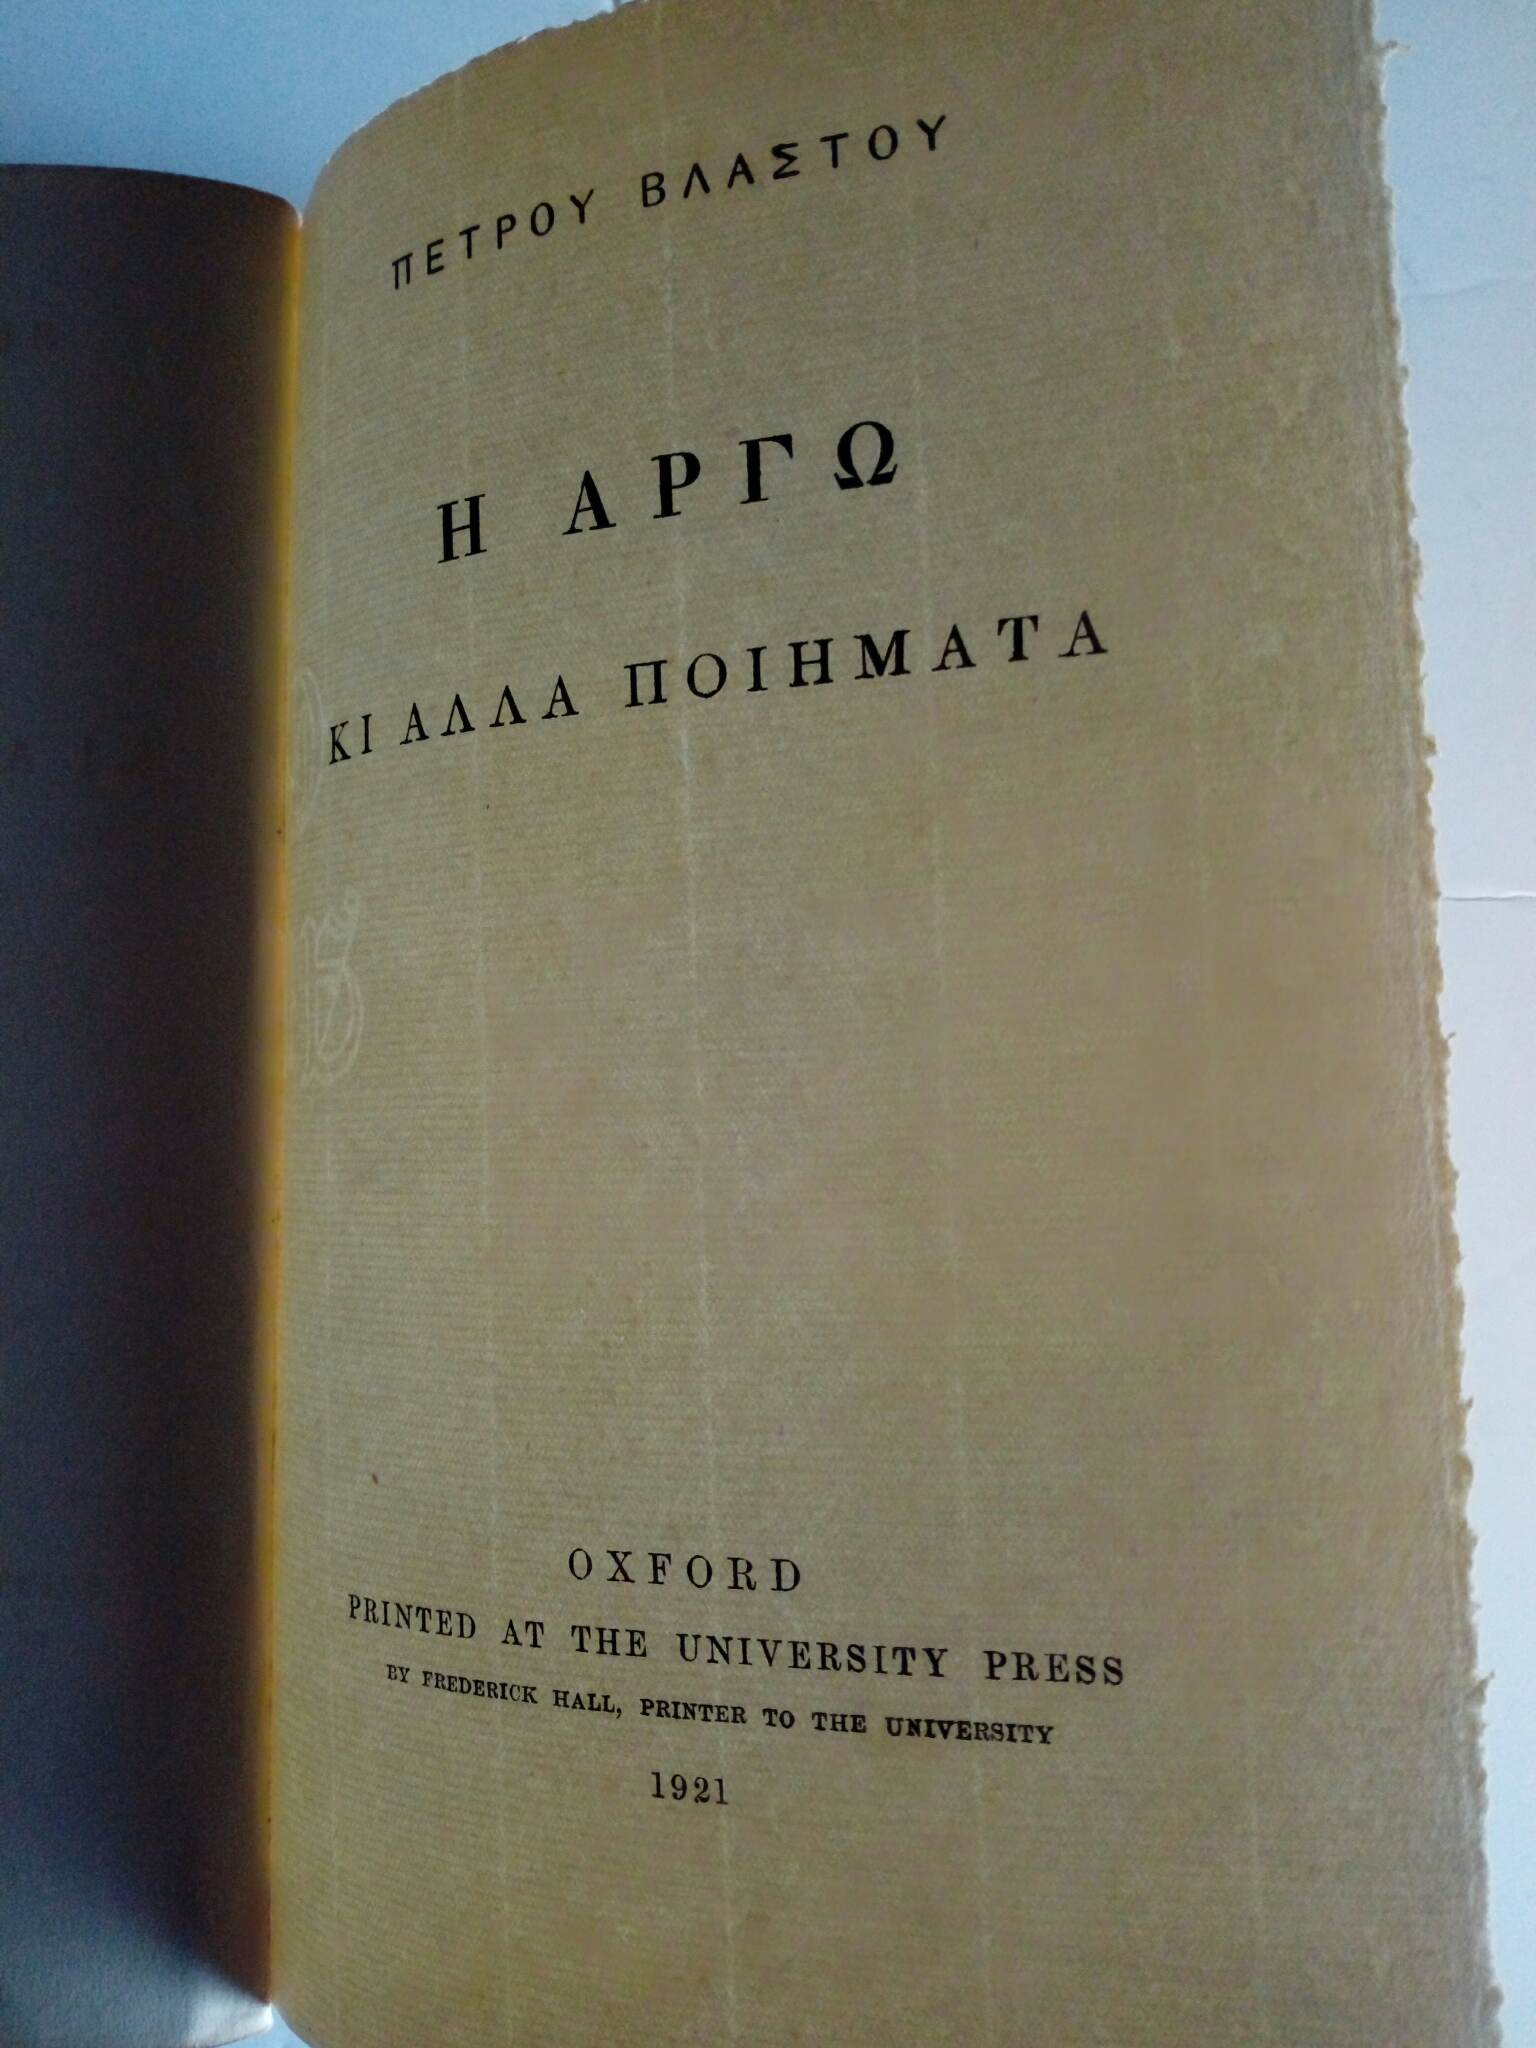 ΠΕΤΡΟΥ ΒΛΑΣΤΟΥ
Η ΑΡΓΩ
ΚΙ ΑΛΛΑ ΠΟΙΗΜΑΤΑ
OXFORD
PRINTED AT THE UNIVERSITY PRESS
BY FREDERICK HALL, PRINTER TO THE UNIVERSITY
1921